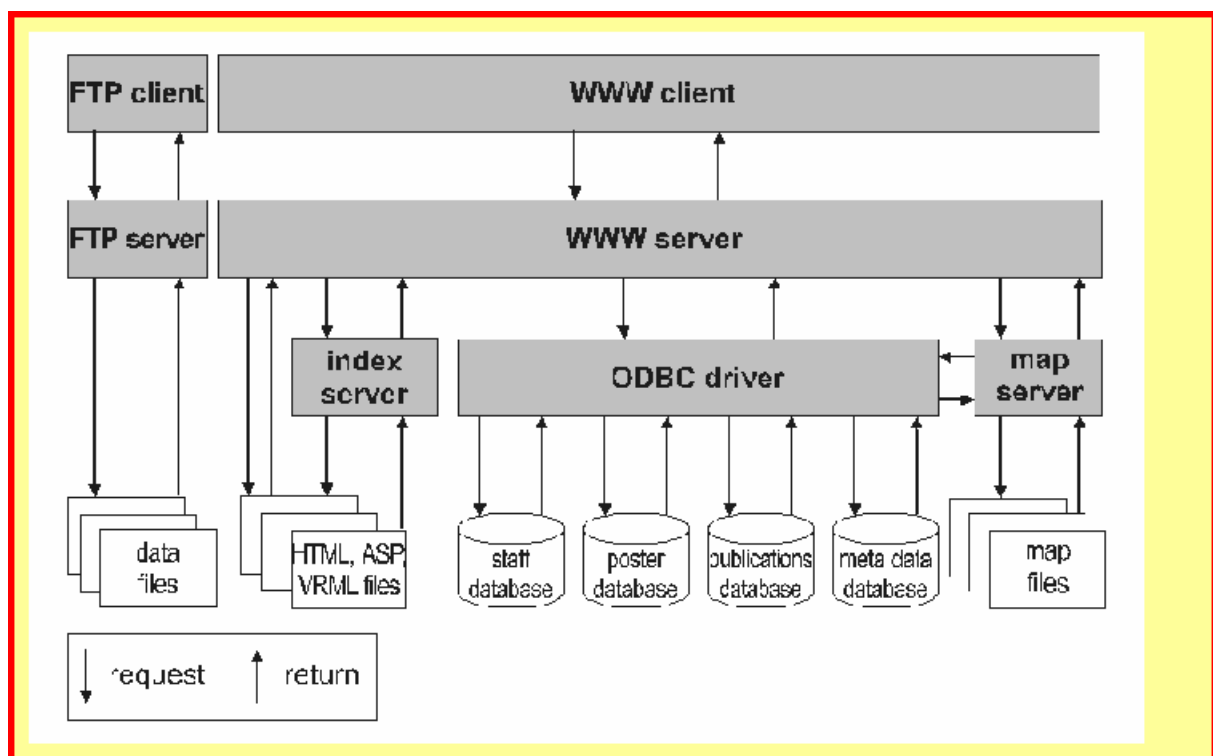 FTP client
WWW client
FTP server
WWW server
index
server
ODBC driver
map
server
data
files
HTML, ASP,
VRML files
staff
database
poster
database
publications
database
meta data
database
map
files
request
return